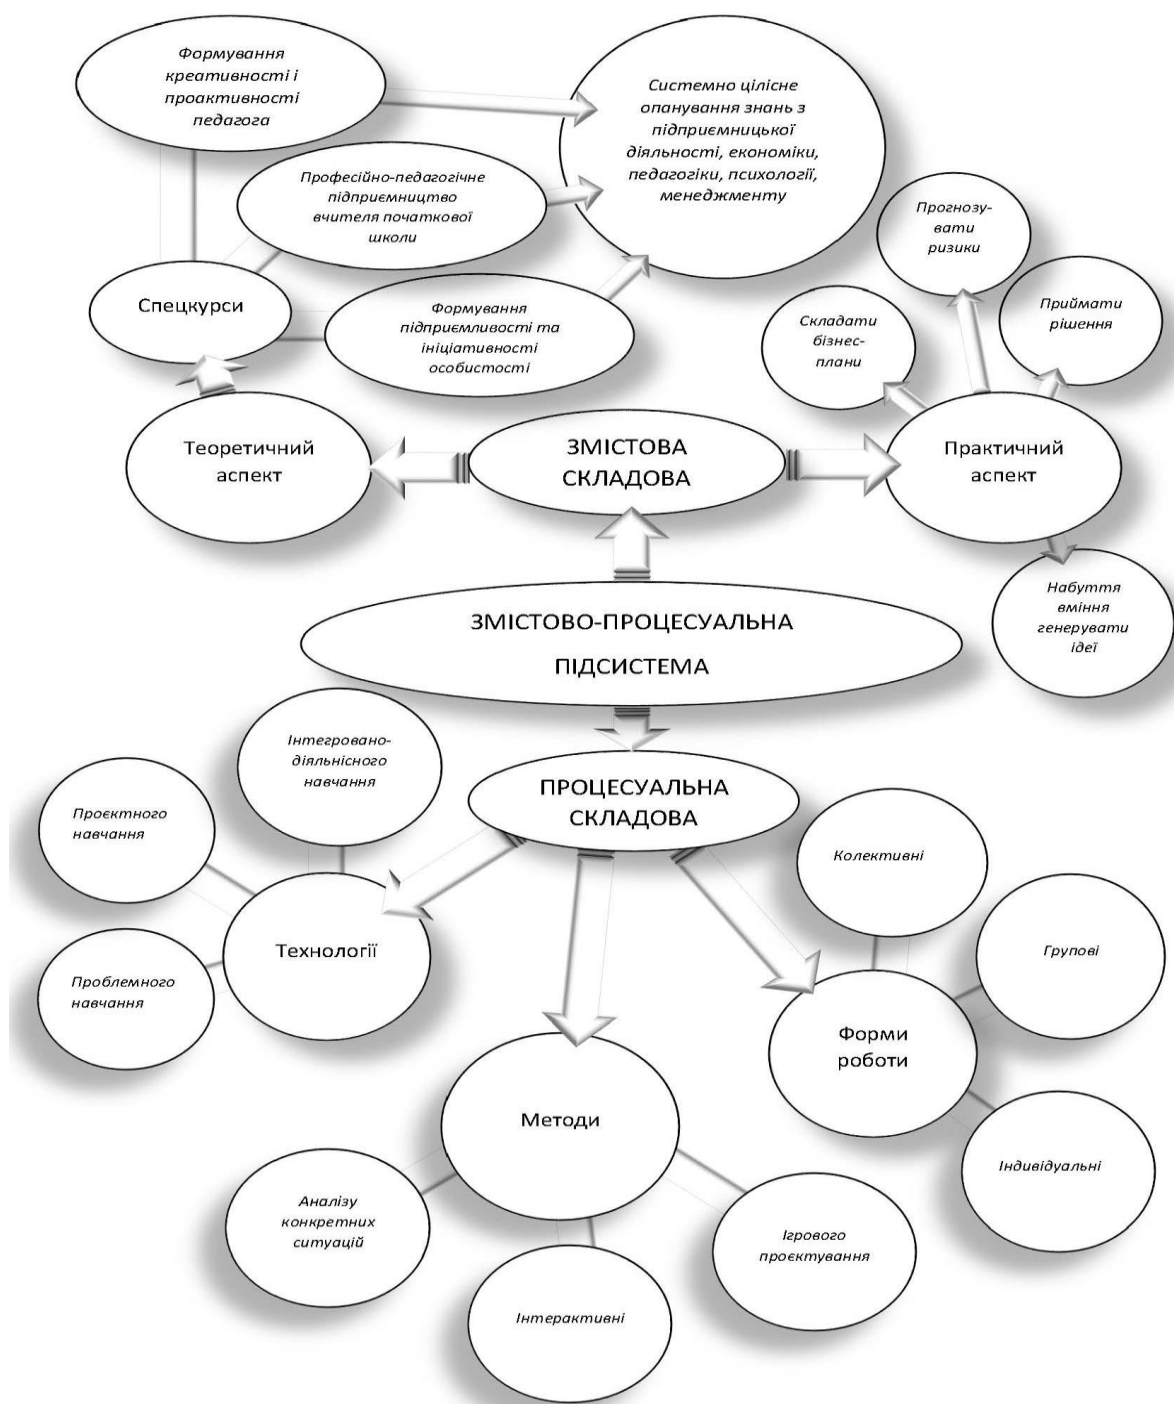 Формування
креативності і
проактивності
педагога
Системно цілісне
опанування знань з
підприємницької
діяльності, економіки,
педагогіки, психології,
менеджменту
Професійно-педагогічне
підприємництво
вчителя початкової
школи
Прогнозу-
вати
ризики
Спецкурси
Формування
підприємливості та
ініціативності
особистості
Складати
бізнес-
плани
Приймати
рішення
Теоретичний
аспект
ЗМІСТОВА
СКЛАДОВА
Практичний
аспект
Набуття
вміння
генерувати
ідеї
ЗМІСТОВО-ПРОЦЕСУАЛЬНА
ПІДСИСТЕМА
Інтегровано-
діяльнісного
навчання
ПРОЦЕСУАЛЬНА
СКЛАДОВА
Проєктного
навчання
Колективні
Технології
Групові
Проблемного
навчання
Форми
роботи
Методи
Індивідуальні
Аналізу
конкретних
ситуацій
Ігрового
проєктування
Інтерактивні